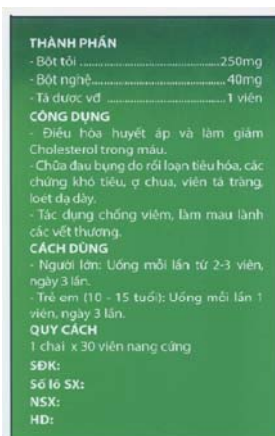 THÀNH PHẦN
- Bột tỏi ................................250mg
- Bột nghệ................................40mg
- Tá dược vđ ..........................1 viên
CÔNG DỤNG
- Điều hòa huyết áp và làm giảm
Cholesterol trong máu.
- Chữa đau bụng do rối loạn tiêu hóa, các
chứng khó tiêu, ợ chua, viên tá tràng,
loét dạ dày.
- Tác dụng chống viêm, làm mau lành
các vết thương.
CÁCH DÙNG
- Người lớn: Uống mỗi lần từ 2-3 viên,
ngày 3 lần.
- Trẻ em (10 - 15 tuổi): Uống mỗi lần 1
viên, ngày 3 lần.
QUY CÁCH
1 chai x 30 viên nang cứng
SĐK:
Số lô SX:
NSX:
HD: